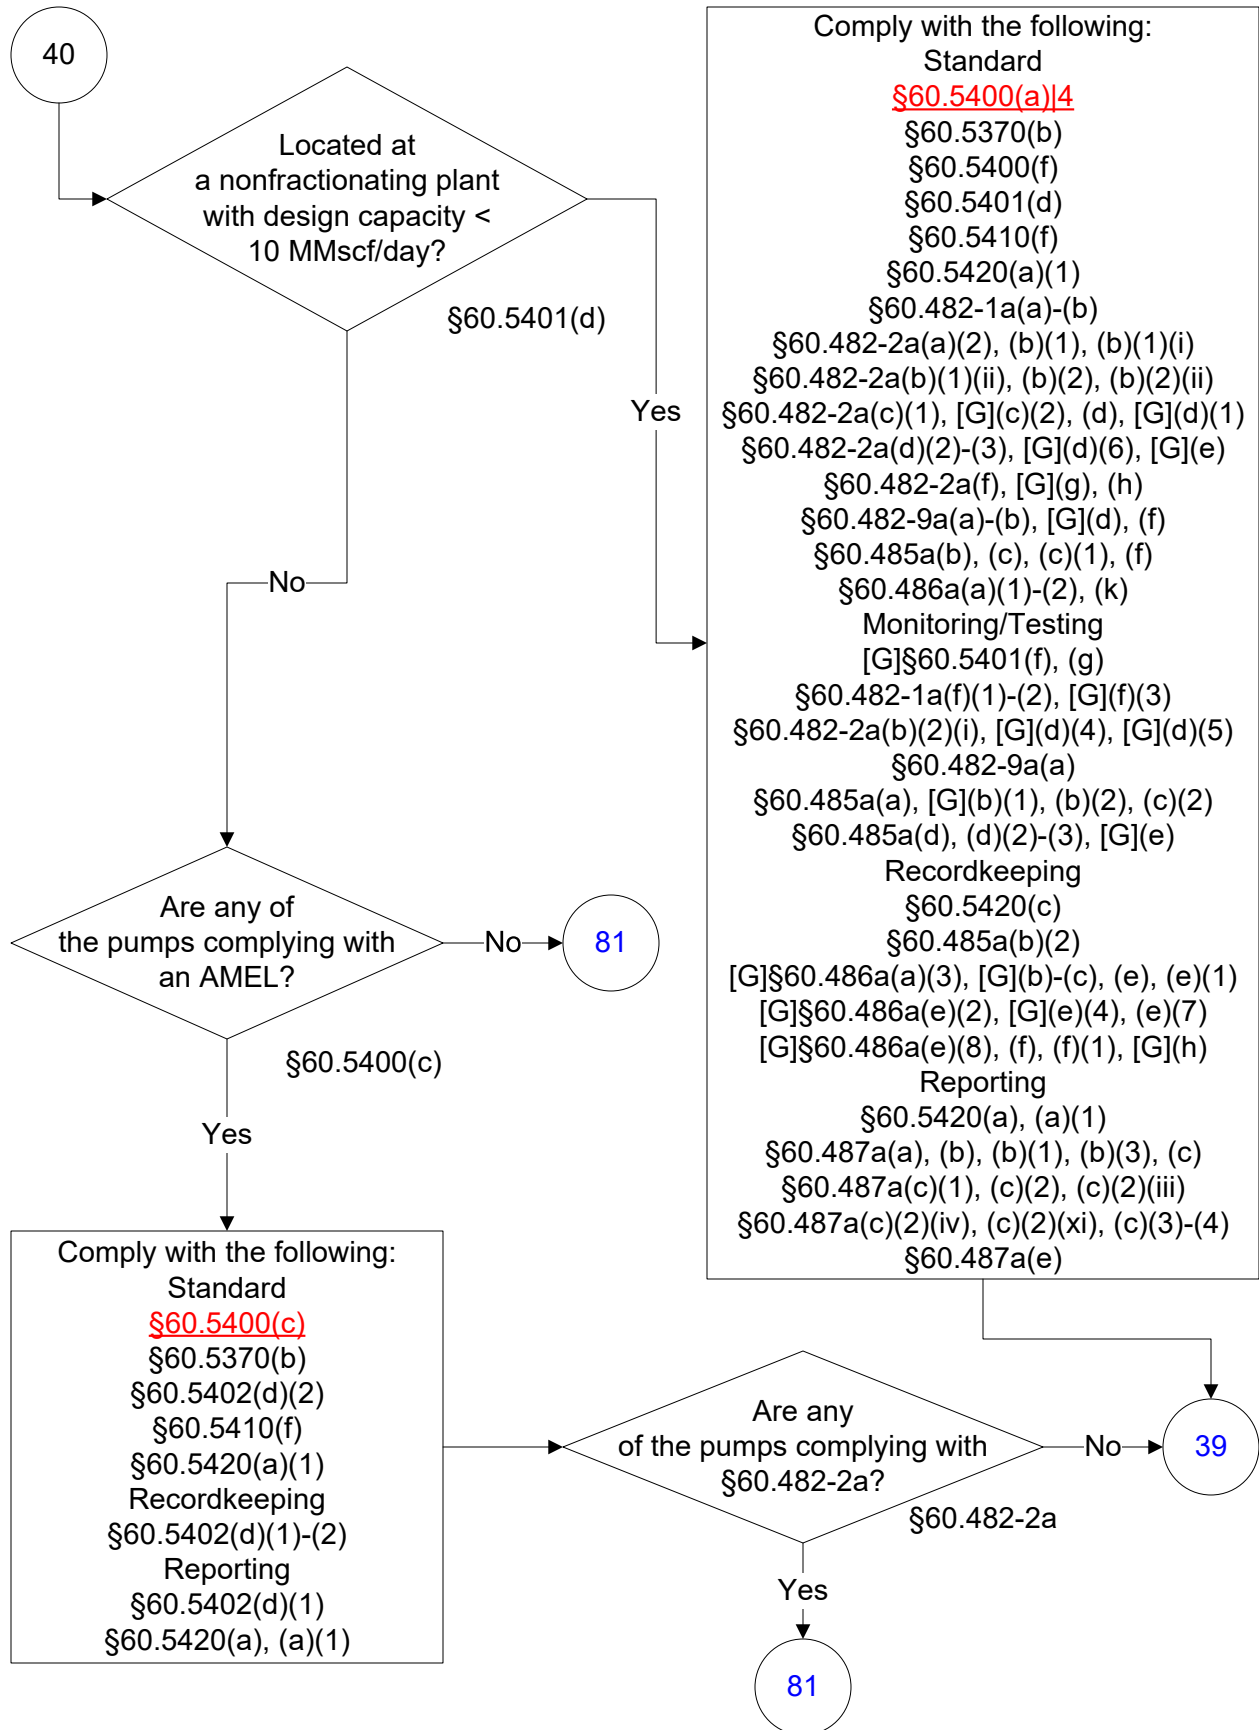 40
Located at
a nonfractionating plant
with design capacity <
10 MMscf/day?
§60.5401(d)
Yes
No
Comply with the following:
Standard
§60.5400(a)|4
§60.5370(b)
§60.5400(f)
§60.5401(d)
§60.5410(f)
§60.5420(a)(1)
§60.482-1a(a)-(b)
§60.482-2a(a)(2), (b)(1), (b)(1)(i)
§60.482-2a(b)(1)(ii), (b)(2), (b)(2)(ii)
§60.482-2a(c)(1), [G](c)(2), (d), [G](d)(1)
§60.482-2a(d)(2)-(3), [G](d)(6), [G](e)
§60.482-2a(f), [G](g), (h)
§60.482-9a(a)-(b), [G](d), (f)
§60.485a(b), (c), (c)(1), (f)
§60.486a(a)(1)-(2), (k)
Monitoring/Testing
[G]§60.5401(f), (g)
§60.482-1a(f)(1)-(2), [G](f)(3)
§60.482-2a(b)(2)(i), [G](d)(4), [G](d)(5)
§60.482-9a(a)
§60.485a(a), [G](b)(1), (b)(2), (c)(2)
§60.485a(d), (d)(2)-(3), [G](e)
Recordkeeping
§60.5420(c)
§60.485a(b)(2)
[G]§60.486a(a)(3), [G](b)-(c), (e), (e)(1)
[G]§60.486a(e)(2), [G](e)(4), (e)(7)
[G]§60.486a(e)(8), (f), (f)(1), [G](h)
Reporting
§60.5420(a), (a)(1)
§60.487a(a), (b), (b)(1), (b)(3), (c)
§60.487a(c)(1), (c)(2), (c)(2)(iii)
§60.487a(c)(2)(iv), (c)(2)(xi), (c)(3)-(4)
§60.487a(e)
Are any of
the pumps complying with
an AMEL?
No
81
§60.5400(c)
Yes
Comply with the following:
Standard
§60.5400(c)
§60.5370(b)
§60.5402(d)(2)
§60.5410(f)
§60.5420(a)(1)
Recordkeeping
§60.5402(d)(1)-(2)
Reporting
§60.5402(d)(1)
§60.5420(a), (a)(1)
Are any
of the pumps complying with
§60.482-2a?
No
39
§60.482-2a
Yes
81